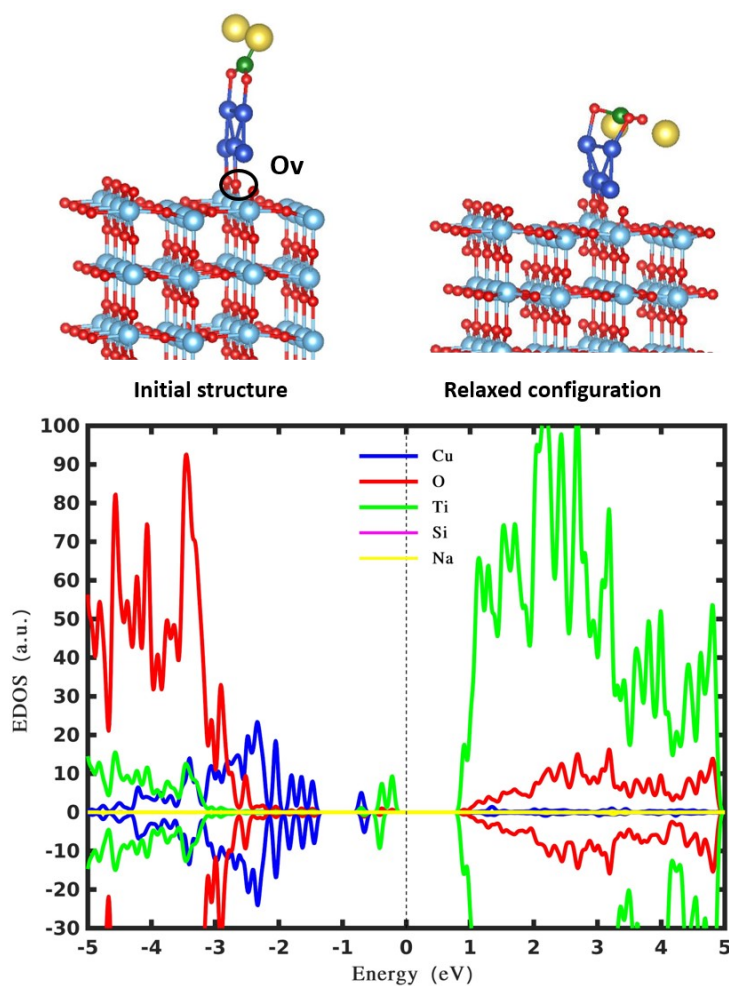 Ov
Initial structure
Relaxed configuration
100
90
80
70
60
50
40
30
20
10
0
-10
-20
-30
EDOS (a.u.)
Cu
O
Ti
Si
Na
-5 -4 -3 -2 -1 0 1 2 3 4 5
Energy (eV)